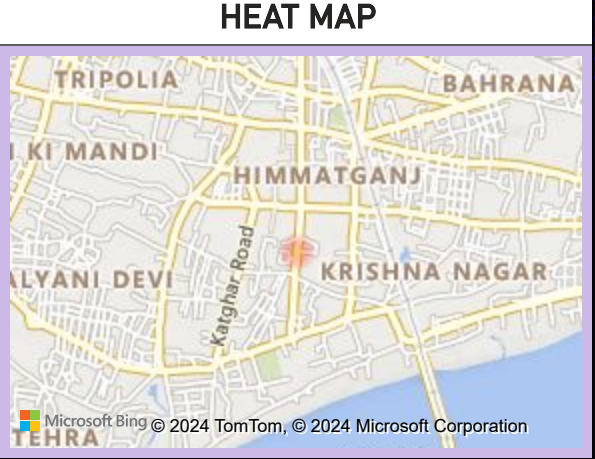 HEAT MAP
TRIPOLIA
BAHRANA
I KI MANDI
HIMMATGANJ
Katghar Road
ALYANI DEVI
KRISHNA NAGAR
Microsoft Bing
© 2024 TomTom, © 2024 Microsoft Corporation
TEHRA